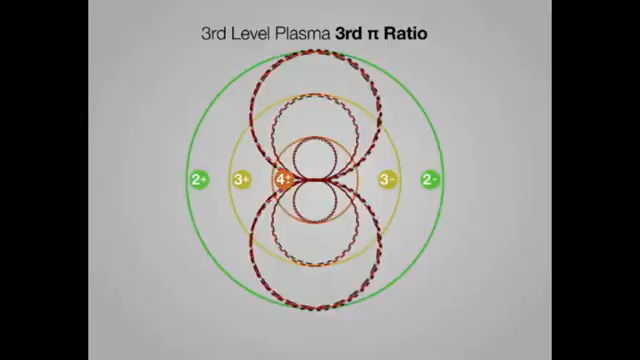 3rd Level Plasma 3rd π Ratio
2+ 3+ 4± 3- 2-